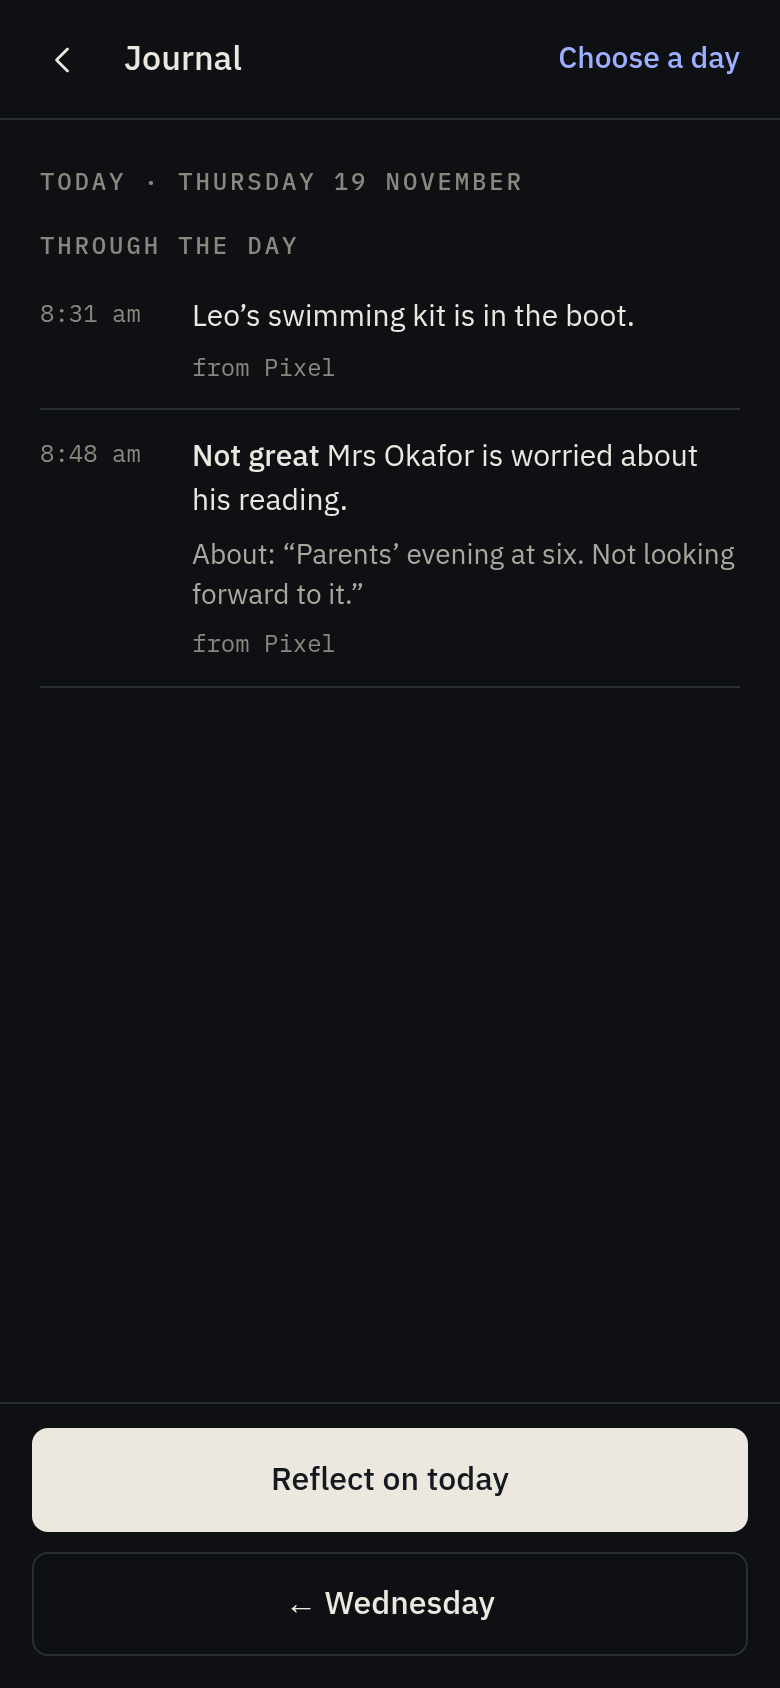 Journal
Choose a day
TODAY · THURSDAY 19 NOVEMBER
THROUGH THE DAY
8:31 am
Leo’s swimming kit is in the boot.
from Pixel
8:48 am
Not great Mrs Okafor is worried about
his reading.
About: “Parents’ evening at six. Not looking
forward to it.”
from Pixel
Reflect on today
← Wednesday